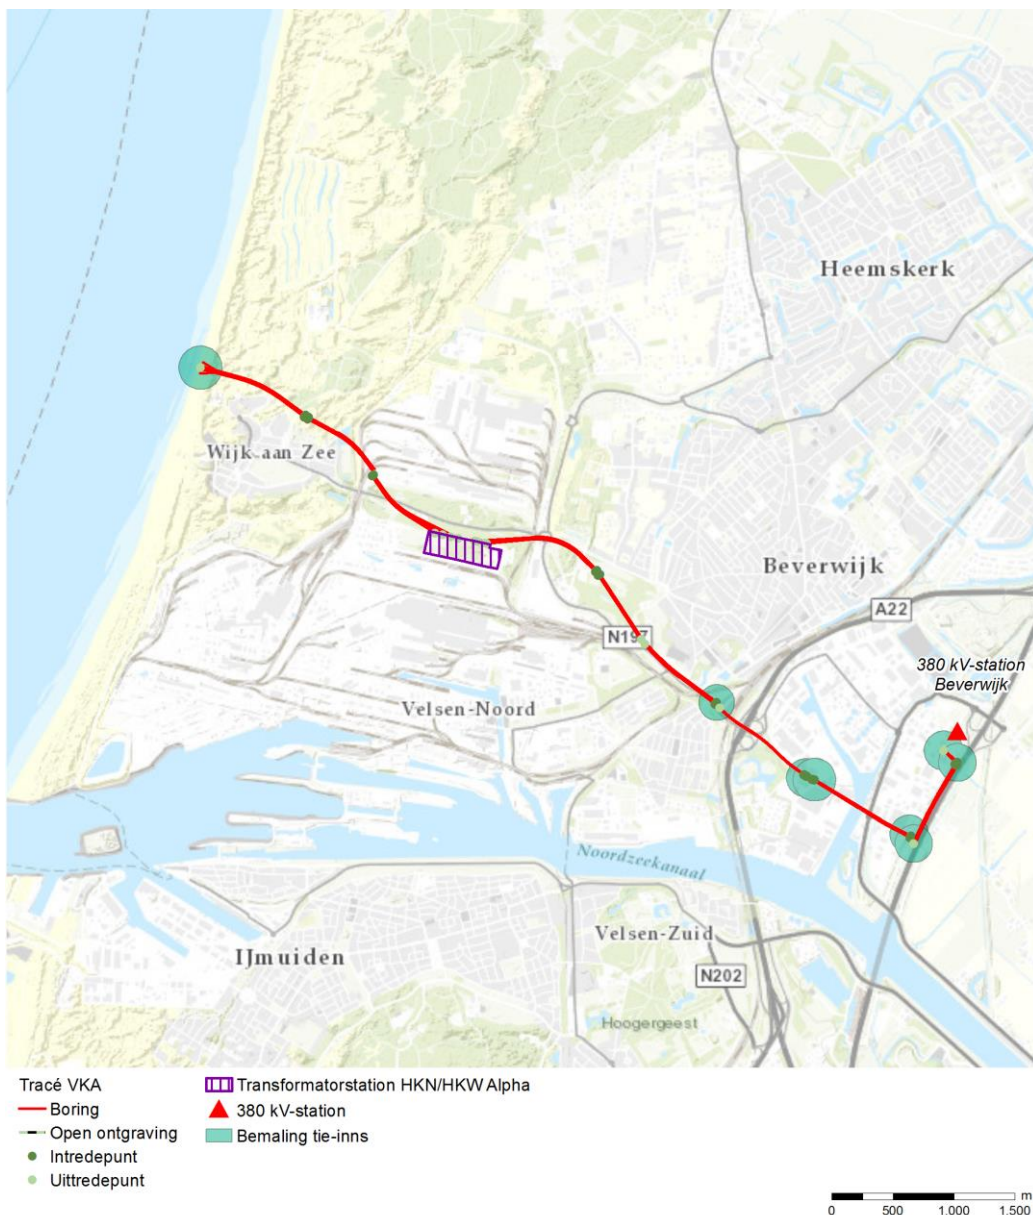 Heemskerk
Wijk aan Zee
Beverwijk
A22
N197
380 kV-station
Beverwijk
Velsen-Noord
Noordzeekanaal
Velsen-Zuid
IJmuiden
N202
Hoogergeest
Tracé VKA
Boring
Open ontgraving
Intredepunt
Uittredepunt
Transformatorstation HKN/HKW Alpha
380 kV-station
Bemaling tie-inns
m
0 500 1.000 1.500